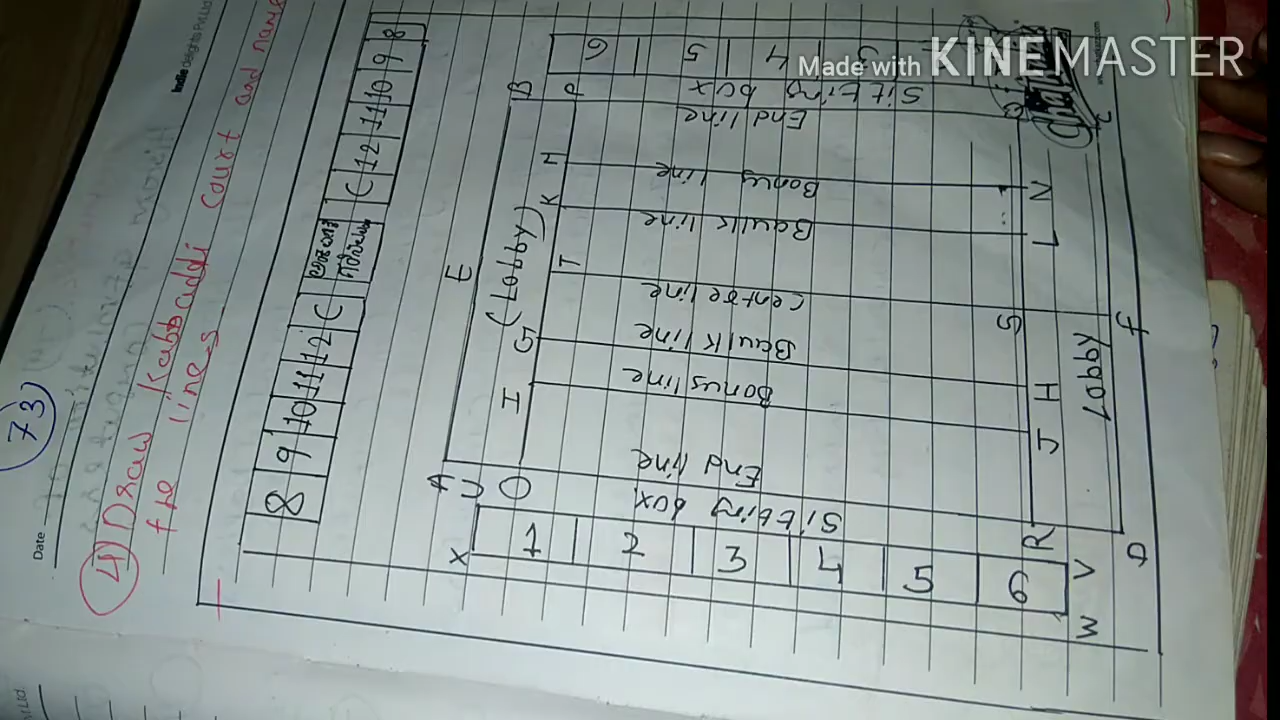 Made with KINEMASTER
Date
73
4) Draw Kabbaddi court and name
the lines
8 9 10 11 12 C
C 12 11 10 9 8
E
A
B
(Lobby)
U O I G T K M P
X
1 2 3 4 5 6
Sitting box
End line
Bonus line
Baulk line
Centre line
Baulk line
Bonus line
End line
Sitting box
6 5 4 3
R J H S L N
Lobby
W V D F